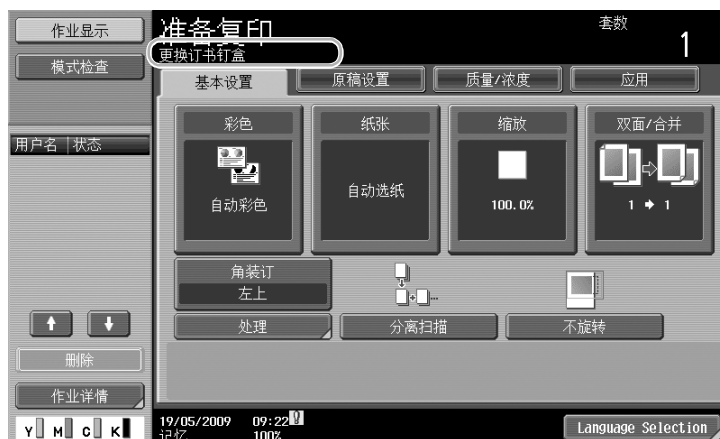 作业显示
模式检查
用户名 状态
删除
作业详情
Y M C K
准备复印
更换订书钉盒
套数
1
基本设置
原稿设置
质量/浓度
应用
彩色
自动彩色
纸张
自动选纸
缩放
100.0%
双面/合并
1 → 1
角装订
左上
处理
分离扫描
不旋转
19/05/2009 09:22
记忆 100%
Language Selection